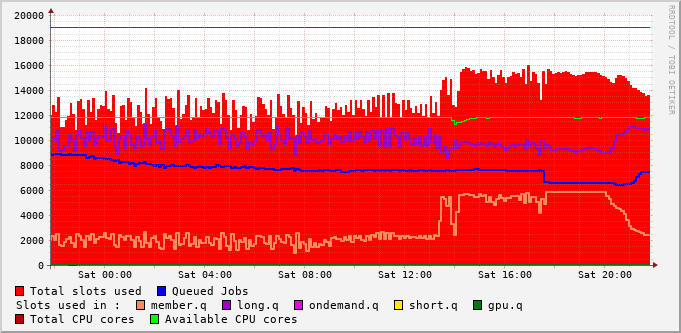 20000
18000
16000
14000
12000
10000
8000
6000
4000
2000
0
Sat 00:00 Sat 04:00 Sat 08:00 Sat 12:00 Sat 16:00 Sat 20:00
Total slots used Queued Jobs
Slots used in : member.q long.q ondemand.q short.q gpu.q
Total CPU cores Available CPU cores
RRDTOOL / TOBI OETIKER